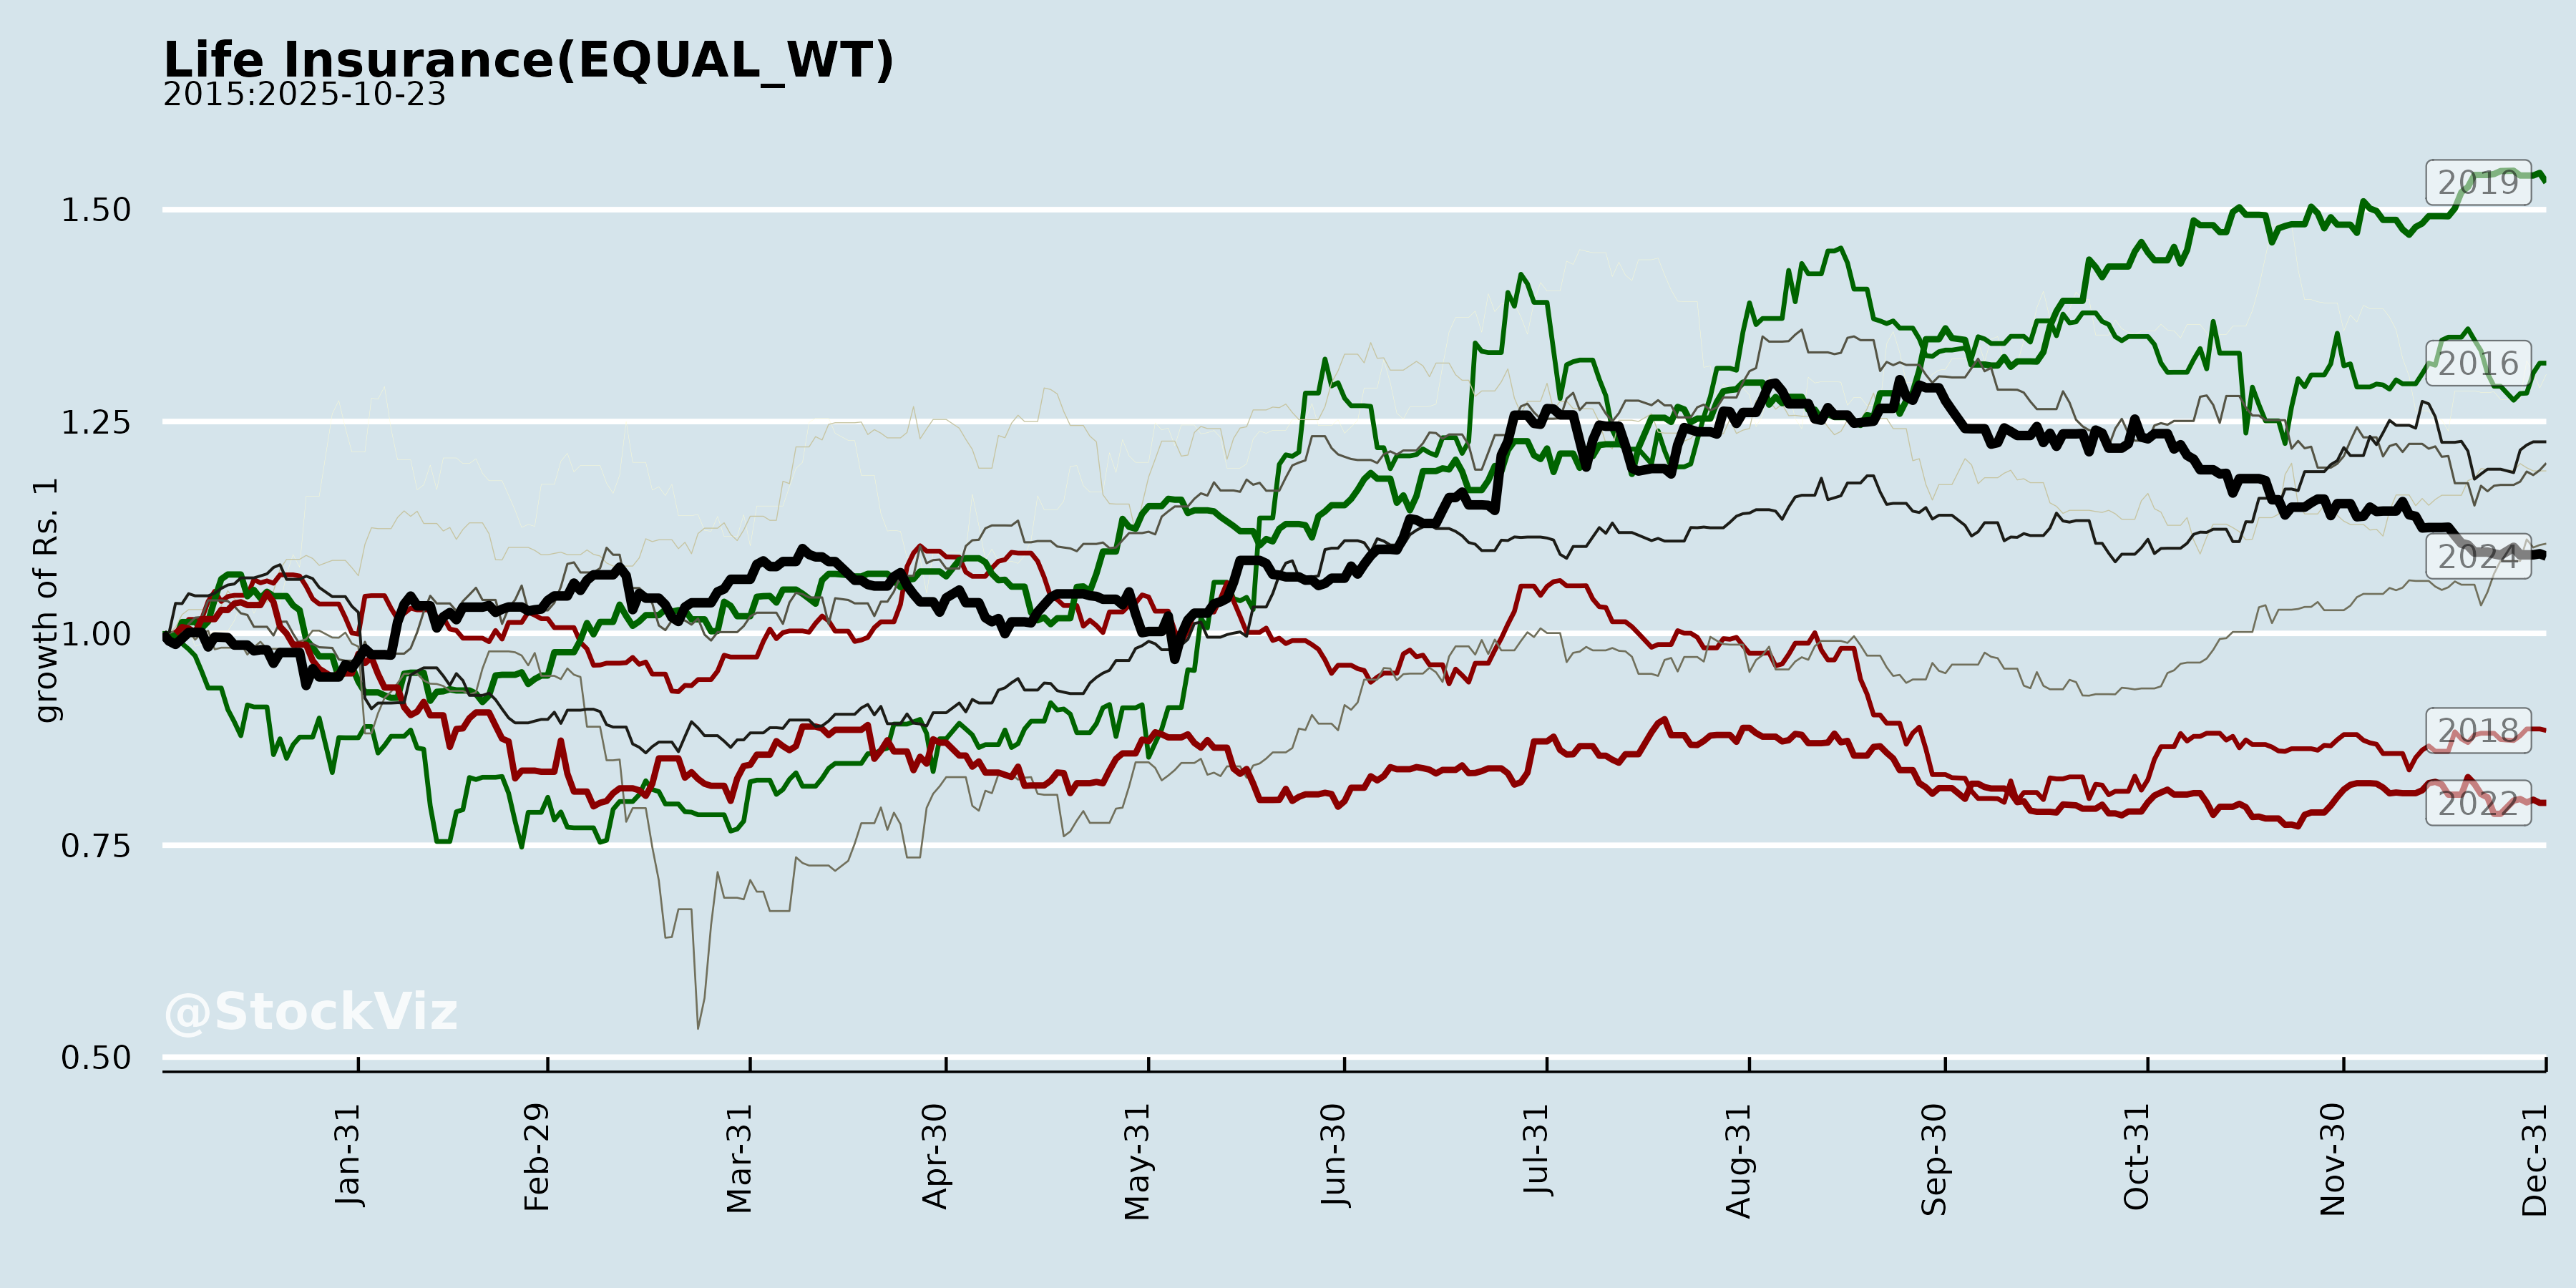 Life Insurance(EQUAL_WT)
2015:2025-10-23
growth of Rs. 1
1.50
1.25
1.00
0.75
0.50
2019
2016
2024
2018
2022
@StockViz
Jan-31
Feb-29
Mar-31
Apr-30
May-31
Jun-30
Jul-31
Aug-31
Sep-30
Oct-31
Nov-30
Dec-31